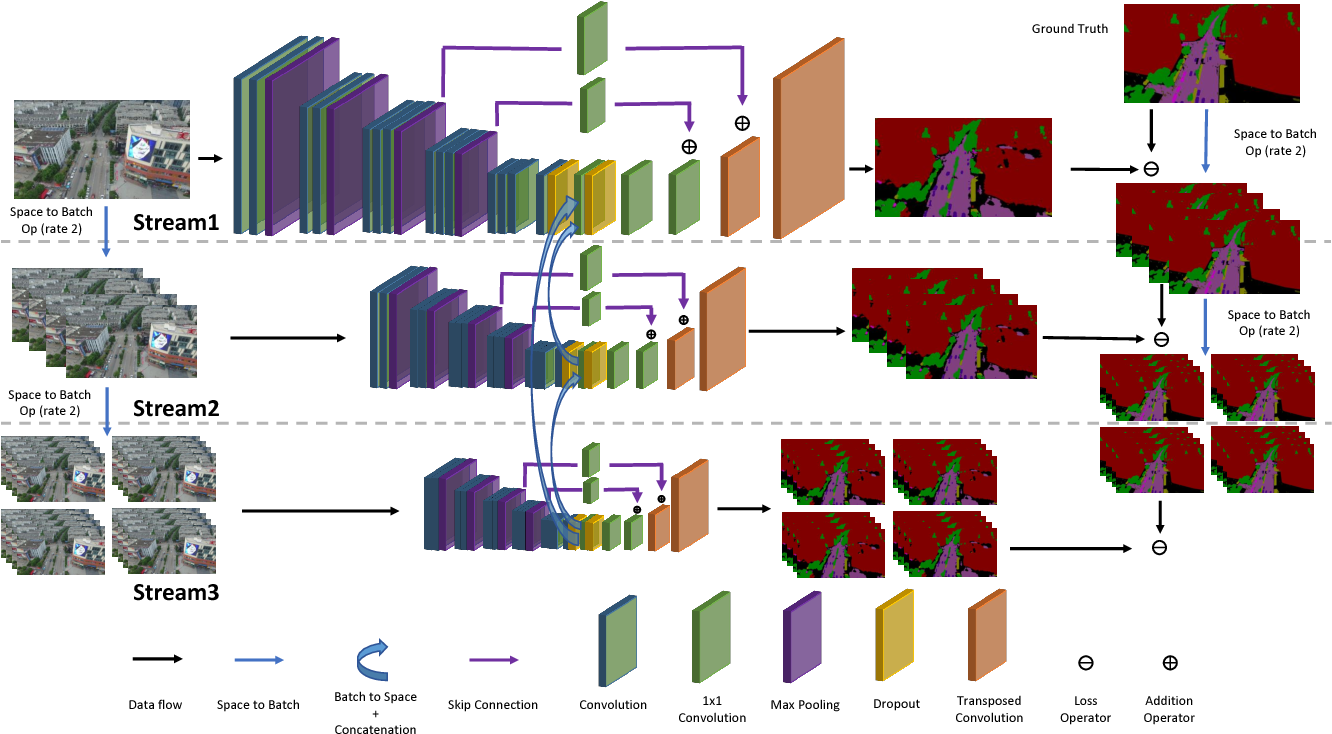 Ground Truth
Space to Batch
Op (rate 2)
Space to Batch
Op (rate 2)
Stream1
Space to Batch
Op (rate 2)
Space to Batch
Op (rate 2)
Stream2
Stream3
Data flow
Space to Batch
Batch to Space
+
Concatenation
Skip Connection
Convolution
1x1
Convolution
Max Pooling
Dropout
Transposed
Convolution
Loss
Operator
Addition
Operator